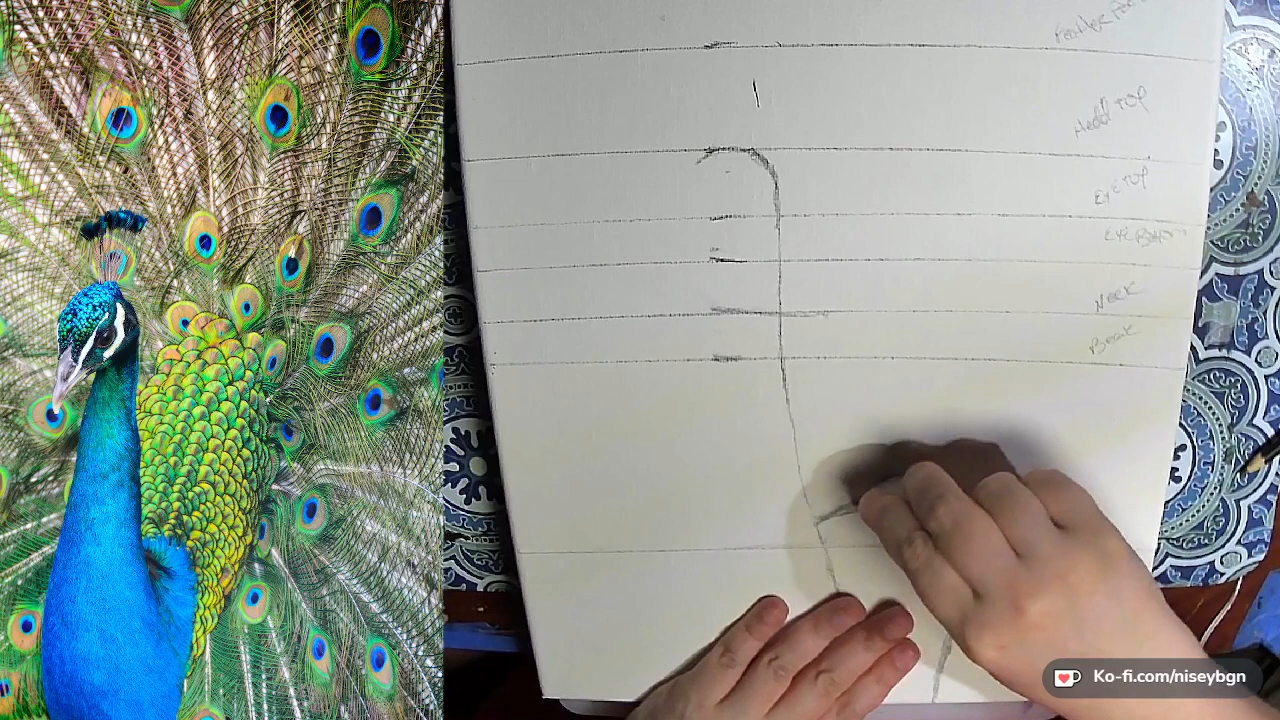 Feather
Head Top
Eye Top
Eye Bottom
Neck
Beak
Ko-fi.com/niseybgn